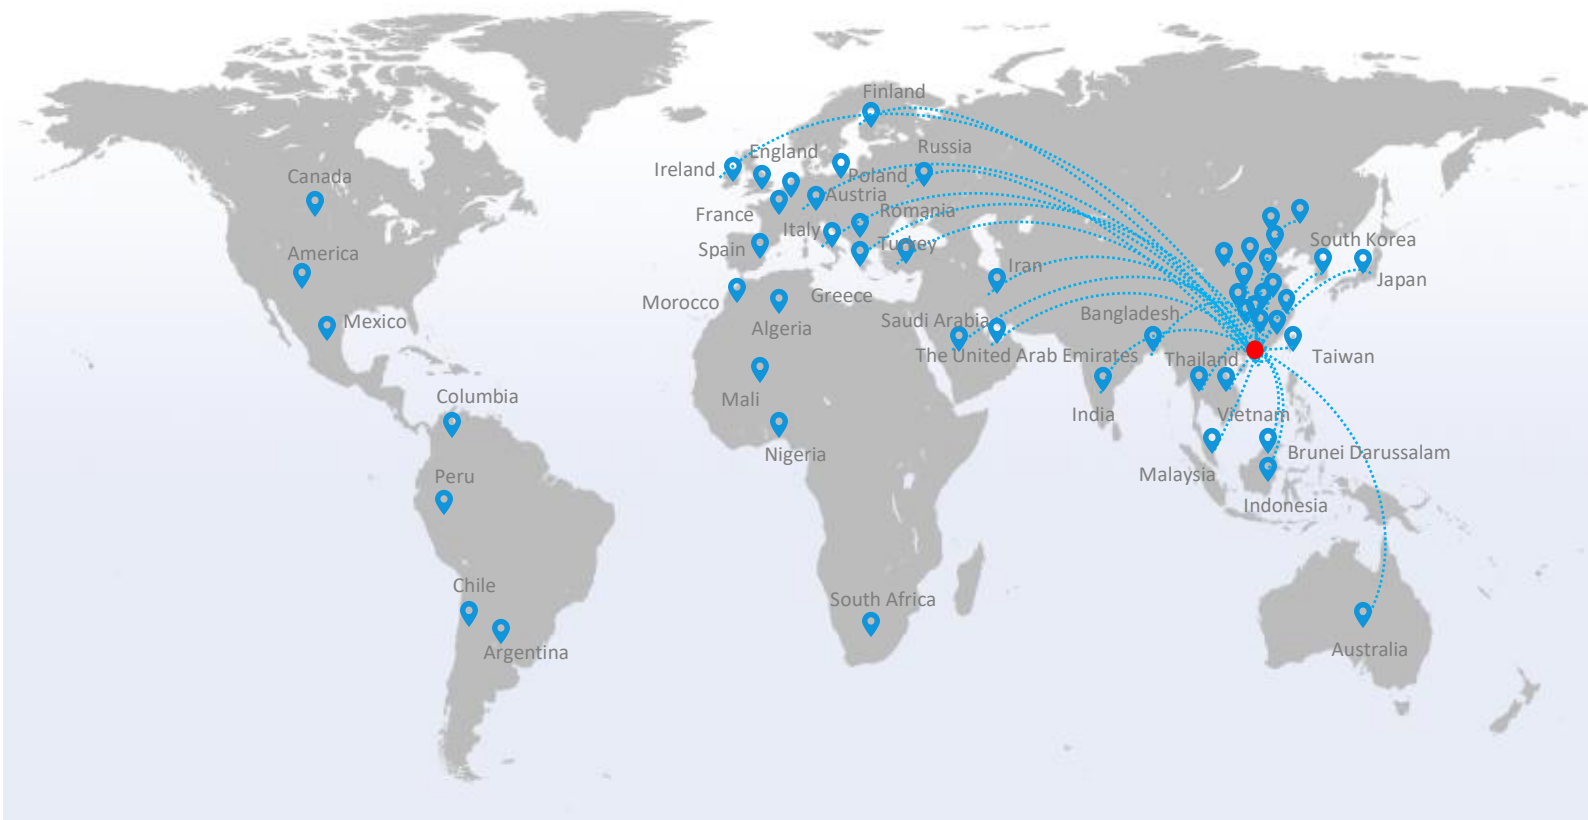 Finland
England
Russia
Ireland
Poland
Canada
Austria
France
Romania
Italy
South Korea
Spain
Turkey
America
Iran
Japan
Morocco
Greece
Bangladesh
Mexico
Algeria
Saudi Arabia
The United Arab Emirates
Thailand
Taiwan
Columbia
Mali
India
Vietnam
Nigeria
Brunei Darussalam
Peru
Malaysia
Indonesia
Chile
South Africa
Argentina
Australia